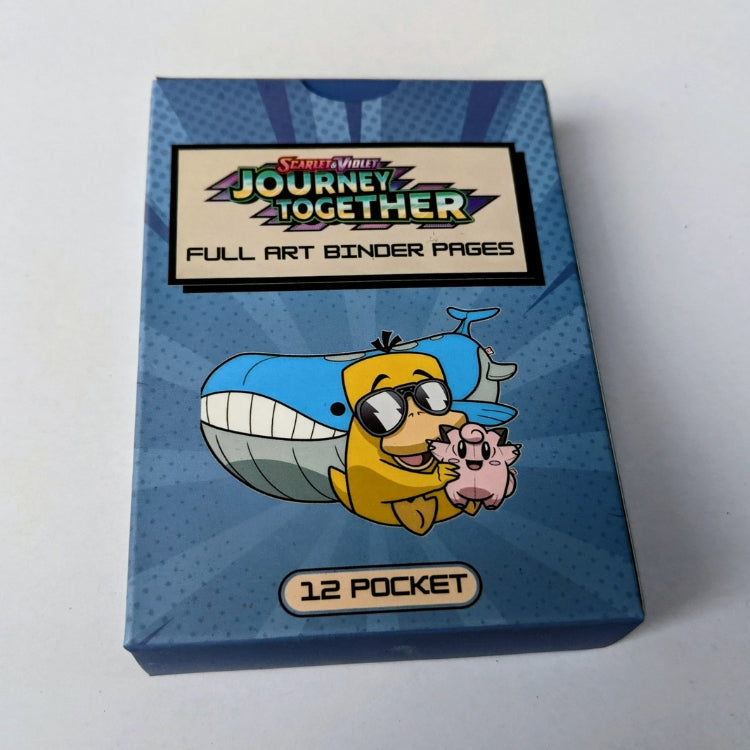 SCARLET & VIOLET
JOURNEY
TOGETHER
FULL ART BINDER PAGES
12 POCKET